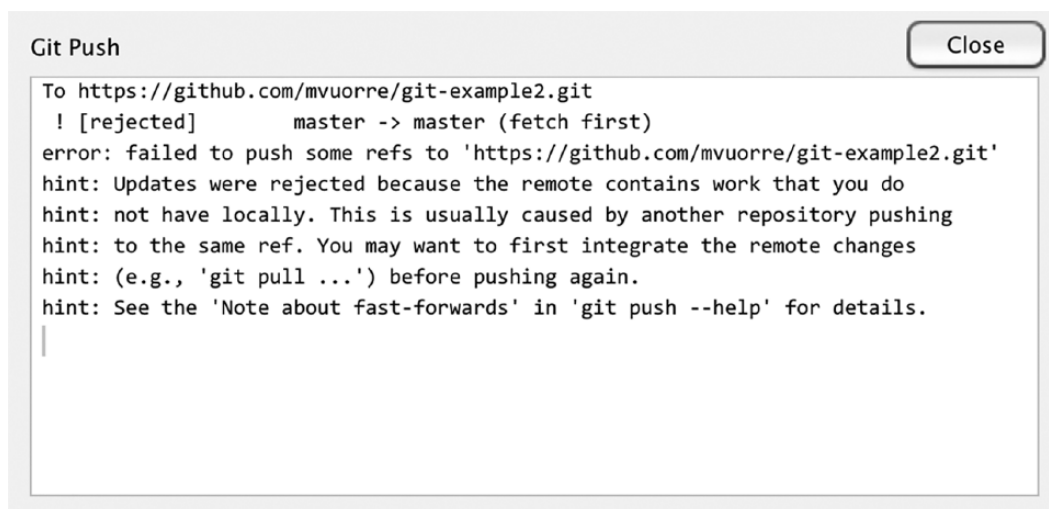 Git Push
Close
To https://github.com/mvuorre/git-example2.git
! [rejected] master -> master (fetch first)
error: failed to push some refs to 'https://github.com/mvuorre/git-example2.git'
hint: Updates were rejected because the remote contains work that you do
hint: not have locally. This is usually caused by another repository pushing
hint: to the same ref. You may want to first integrate the remote changes
hint: (e.g., 'git pull ...') before pushing again.
hint: See the 'Note about fast-forwards' in 'git push --help' for details.